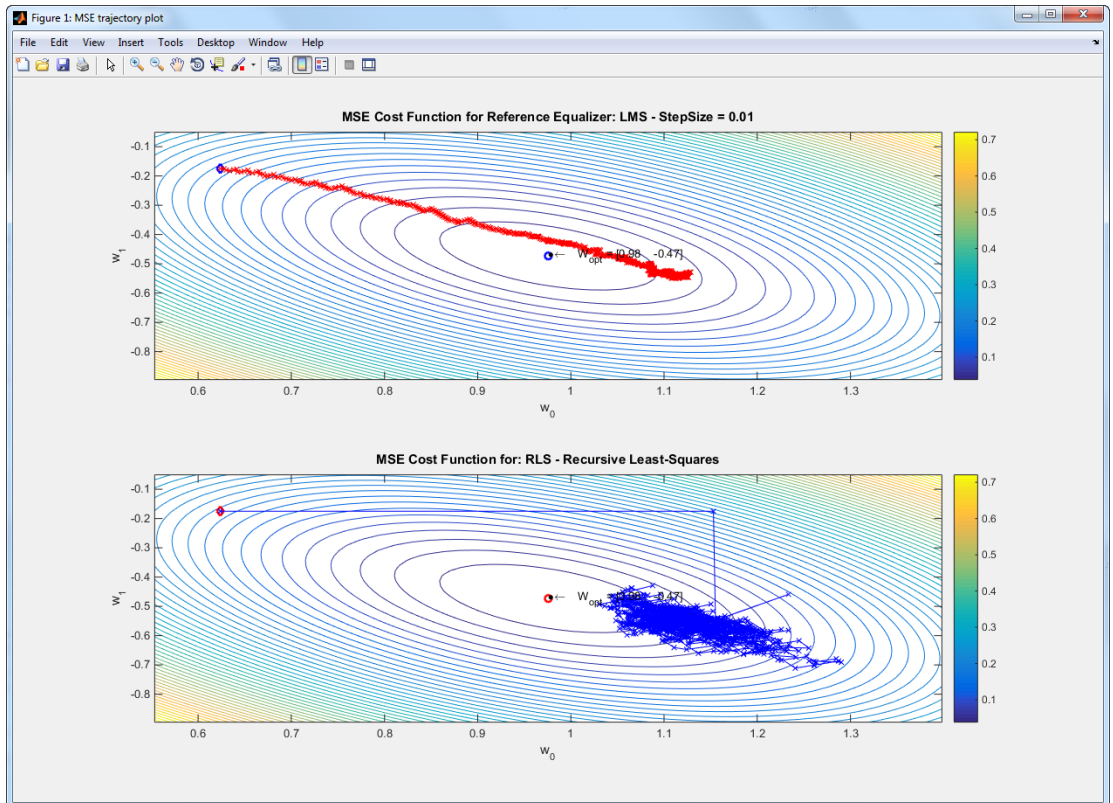 Figure 1: MSE trajectory plot
File Edit View Insert Tools Desktop Window Help
MSE Cost Function for Reference Equalizer: LMS - StepSize = 0.01
-0.1
-0.2
-0.3
-0.4
-0.5
-0.6
-0.7
-0.8
w1
← Wopt = [0.98 -0.47]
0.6 0.7 0.8 0.9 1 1.1 1.2 1.3
w0
0.7
0.6
0.5
0.4
0.3
0.2
0.1
MSE Cost Function for: RLS - Recursive Least-Squares
-0.1
-0.2
-0.3
-0.4
-0.5
-0.6
-0.7
-0.8
w1
← Wopt = [0.98 -0.47]
0.6 0.7 0.8 0.9 1 1.1 1.2 1.3
w0
0.7
0.6
0.5
0.4
0.3
0.2
0.1